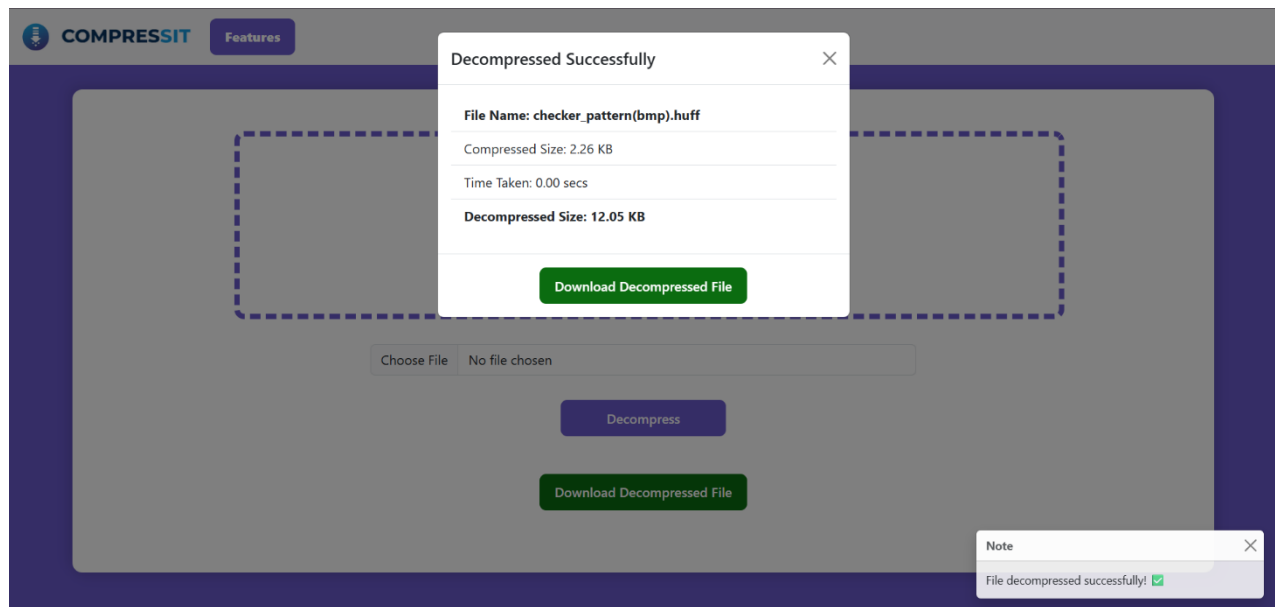 COMPRESSIT
Features
Decompressed Successfully
File Name: checker_pattern(bmp).huff
Compressed Size: 2.26 KB
Time Taken: 0.00 secs
Decompressed Size: 12.05 KB
Download Decompressed File
Choose File No file chosen
Decompress
Download Decompressed File
Note
File decompressed successfully! ✅